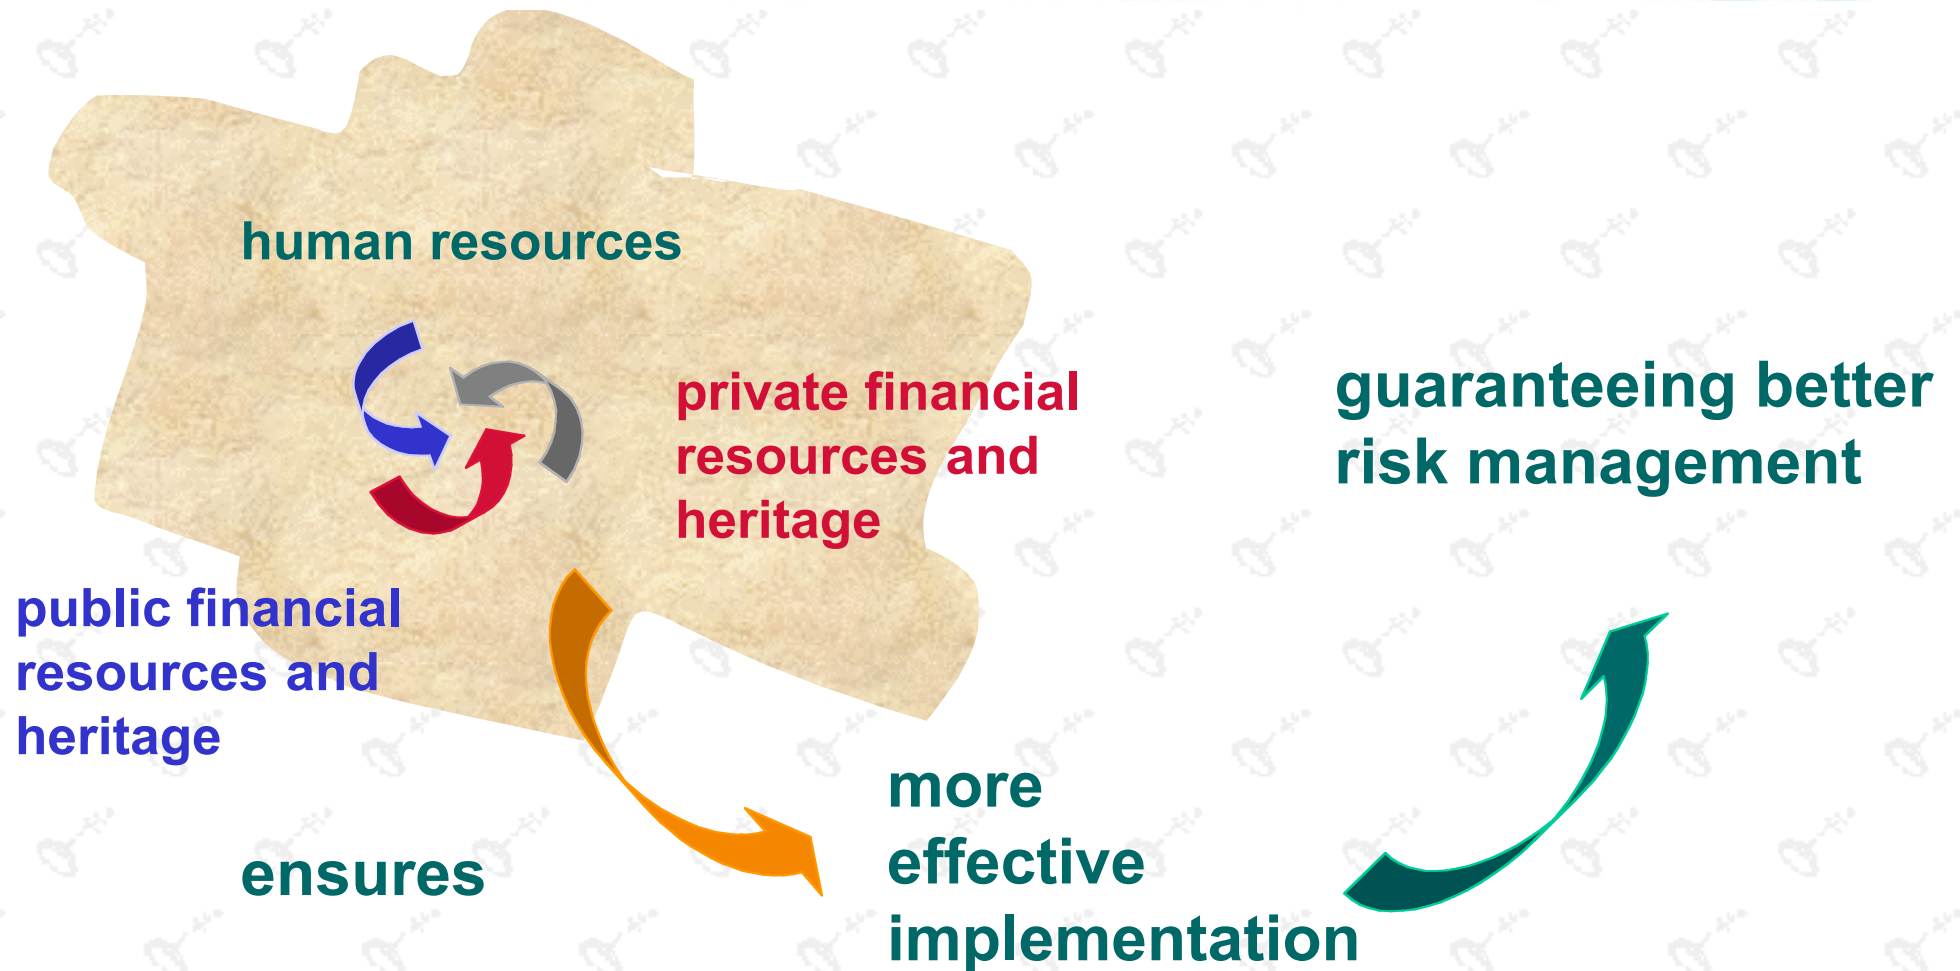 human resources
private financial
resources and
heritage
public financial
resources and
heritage
ensures
more
effective
implementation
guaranteeing better
risk management